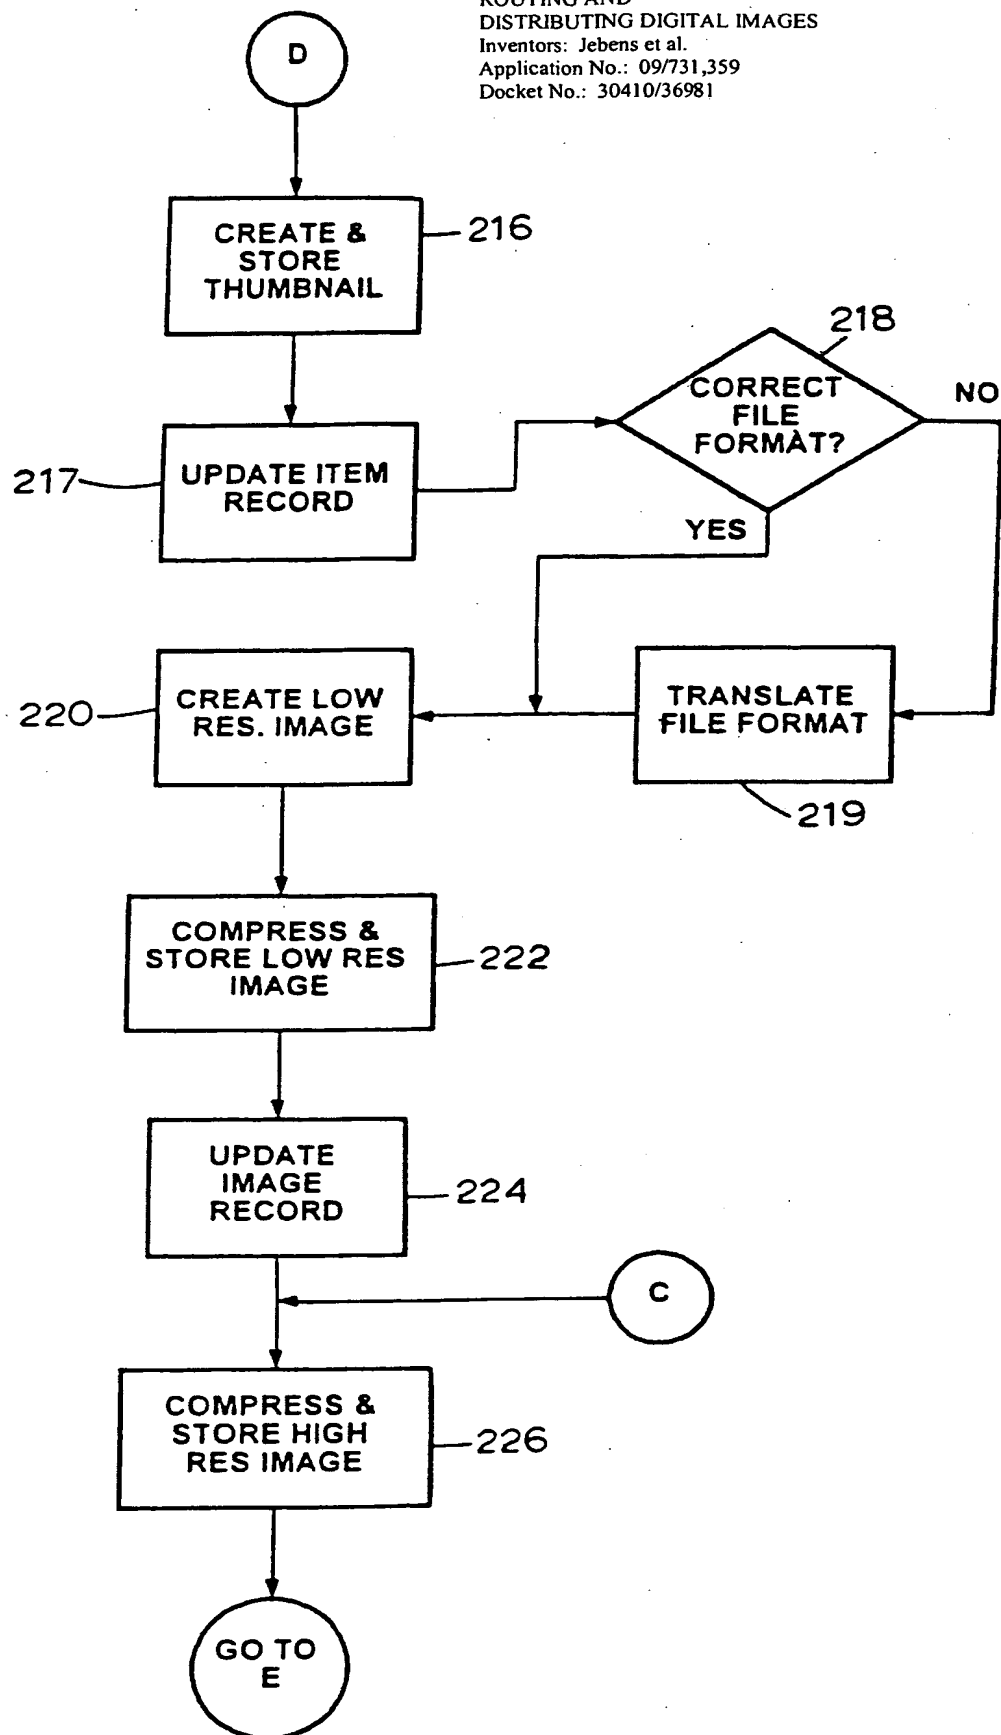 ROUTING AND
DISTRIBUTING DIGITAL IMAGES
Inventors: Jebens et al.
Application No.: 09/731,359
Docket No.: 30410/36981
D
CREATE &
STORE
THUMBNAIL
216
217
UPDATE ITEM
RECORD
218
CORRECT
FILE
FORMAT?
NO
YES
220
CREATE LOW
RES. IMAGE
TRANSLATE
FILE FORMAT
219
COMPRESS &
STORE LOW RES
IMAGE
222
UPDATE
IMAGE
RECORD
224
C
COMPRESS &
STORE HIGH
RES IMAGE
226
GO TO
E